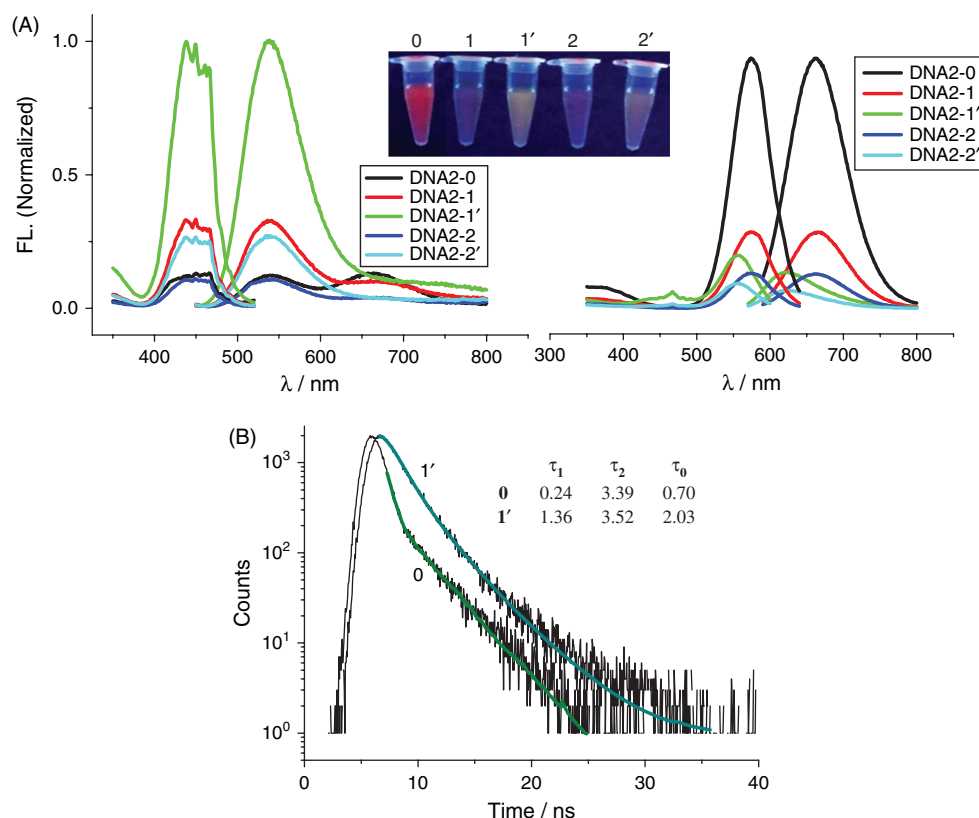 (A)
1.0
0.5
0.0
FL. (Normalized)
400 500 600 700 800
λ / nm
0 1 1′ 2 2′
DNA2-0
DNA2-1
DNA2-1′
DNA2-2
DNA2-2′
DNA2-0
DNA2-1
DNA2-1′
DNA2-2
DNA2-2′
300 400 500 600 700 800
λ / nm
(B)
10³
10²
10¹
10⁰
Counts
1′
0
τ₁ τ₂ τ₀
0 0.24 3.39 0.70
1′ 1.36 3.52 2.03
0 10 20 30 40
Time / ns